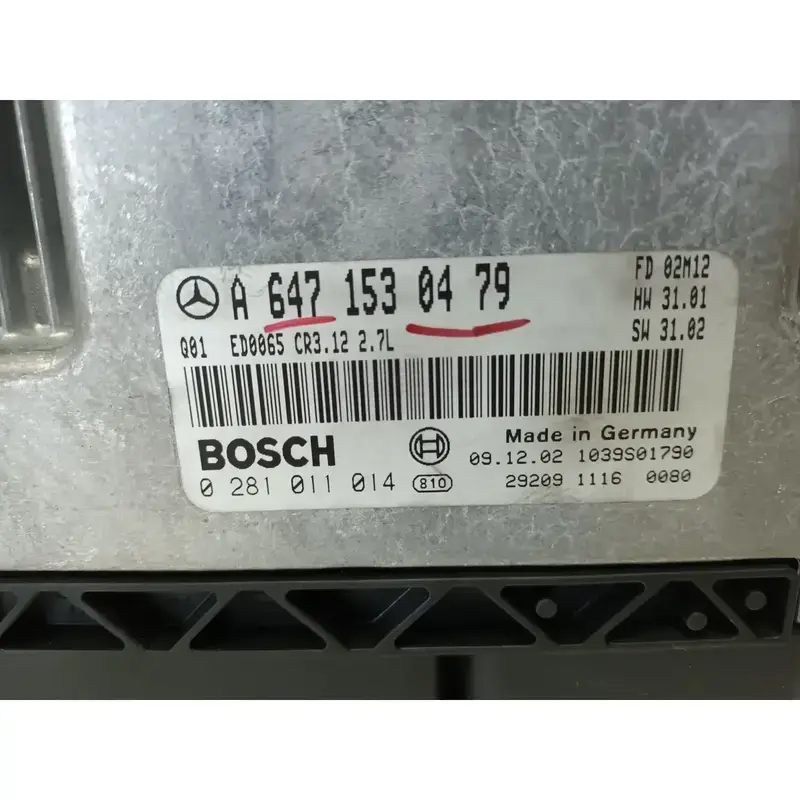 A 647 153 04 79
FD 02M12
HW 31.01
SW 31.02
Q01 ED0065 CR3.12 2.7L
BOSCH
Made in Germany
09.12.02 1039S01790
0 281 011 014 810
29209 1116 0080